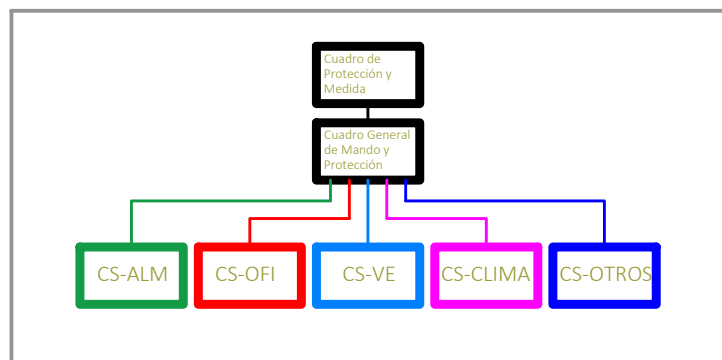 Cuadro de
Protección y
Medida
Cuadro General
de Mando y
Protección
CS-ALM
CS-OFI
CS-VE
CS-CLIMA
CS-OTROS